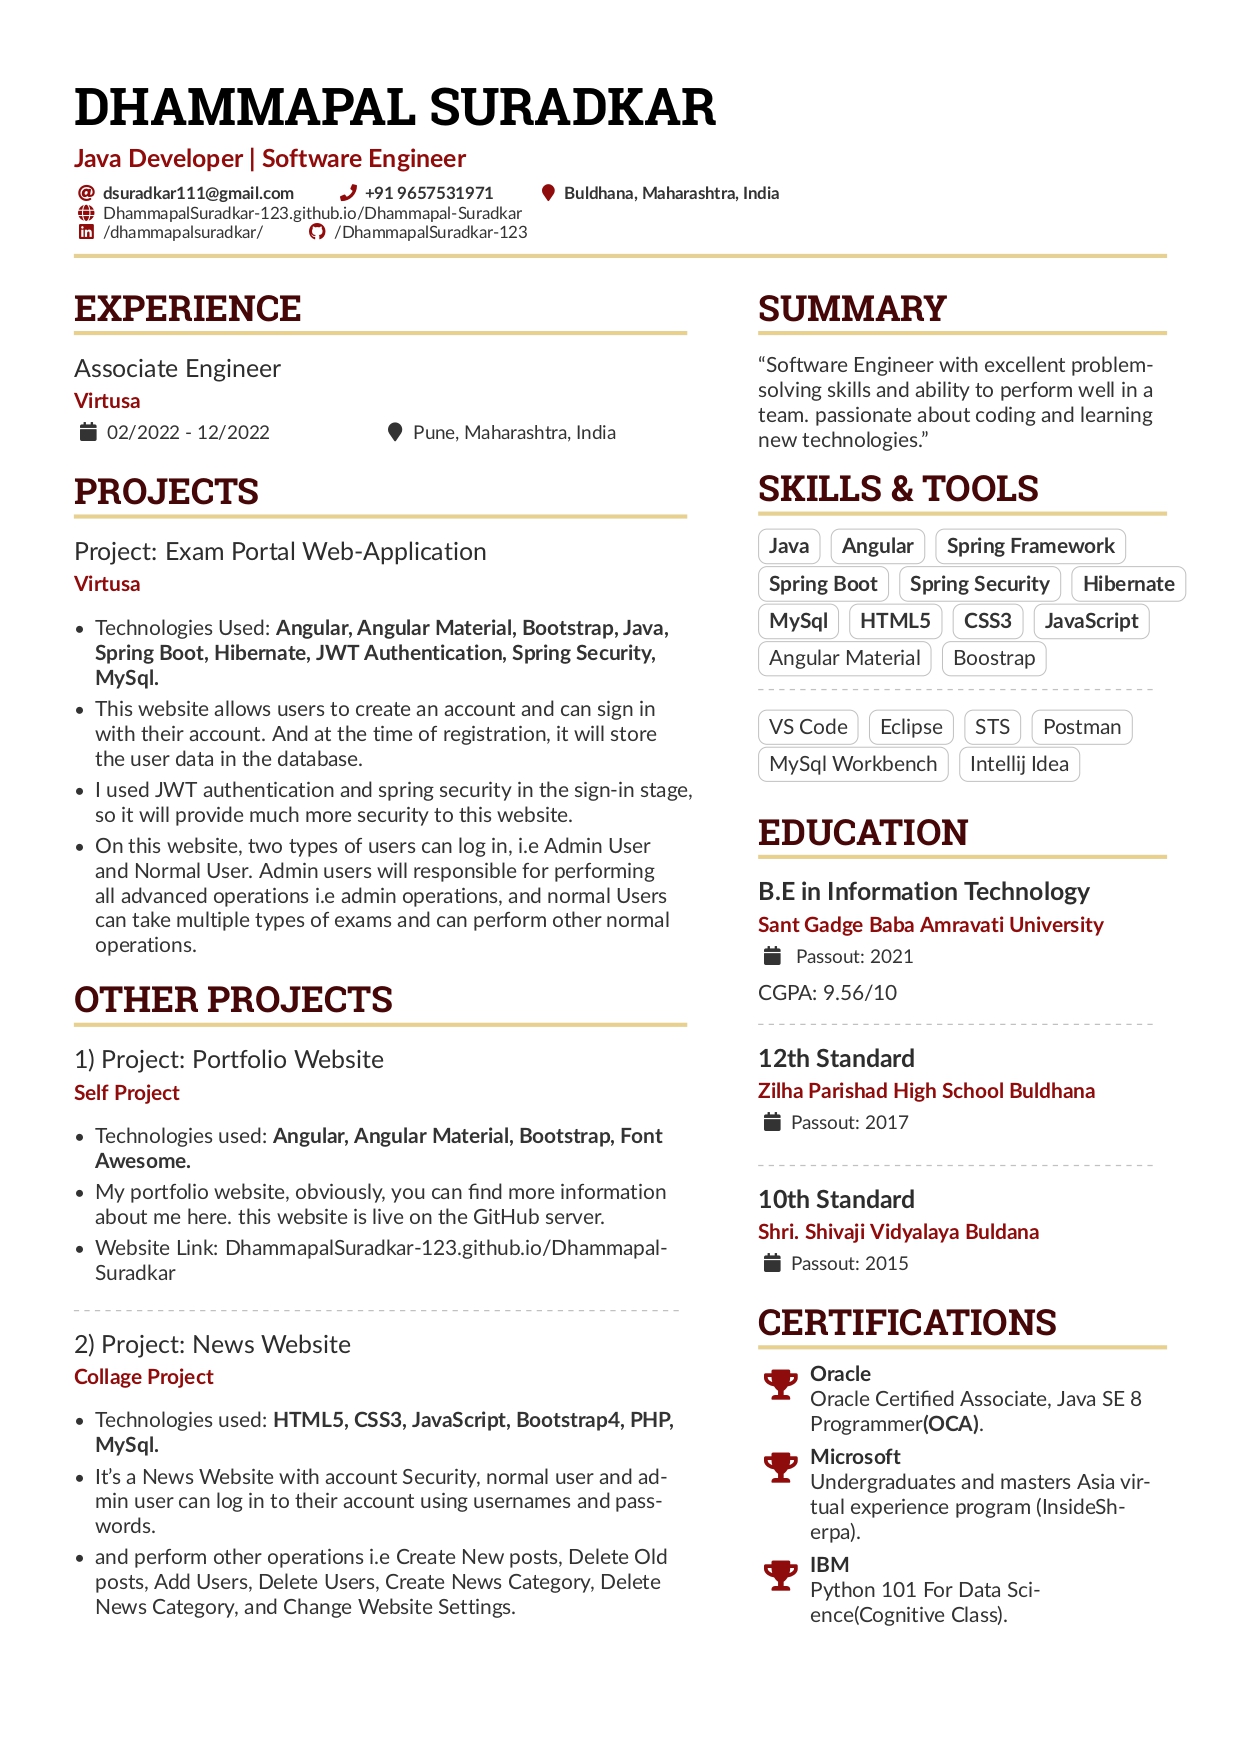 DHAMMAPAL SURADKAR
Java Developer | Software Engineer
dsuradkar111@gmail.com +91 9657531971 Buldhana, Maharashtra, India
DhammapalSuradkar-123.github.io/Dhammapal-Suradkar
/dhammapalsuradkar/ /DhammapalSuradkar-123
EXPERIENCE
Associate Engineer
Virtusa
02/2022 - 12/2022 Pune, Maharashtra, India
PROJECTS
Project: Exam Portal Web-Application
Virtusa
• Technologies Used: Angular, Angular Material, Bootstrap, Java,
Spring Boot, Hibernate, JWT Authentication, Spring Security,
MySql.
• This website allows users to create an account and can sign in
with their account. And at the time of registration, it will store
the user data in the database.
• I used JWT authentication and spring security in the sign-in stage,
so it will provide much more security to this website.
• On this website, two types of users can log in, i.e Admin User
and Normal User. Admin users will responsible for performing
all advanced operations i.e admin operations, and normal Users
can take multiple types of exams and can perform other normal
operations.
OTHER PROJECTS
1) Project: Portfolio Website
Self Project
• Technologies used: Angular, Angular Material, Bootstrap, Font
Awesome.
• My portfolio website, obviously, you can find more information
about me here. this website is live on the GitHub server.
• Website Link: DhammapalSuradkar-123.github.io/Dhammapal-
Suradkar
2) Project: News Website
Collage Project
• Technologies used: HTML5, CSS3, JavaScript, Bootstrap4, PHP,
MySql.
• It's a News Website with account Security, normal user and ad-
min user can log in to their account using usernames and pass-
words.
• and perform other operations i.e Create New posts, Delete Old
posts, Add Users, Delete Users, Create News Category, Delete
News Category, and Change Website Settings.
SUMMARY
“Software Engineer with excellent problem-
solving skills and ability to perform well in a
team. passionate about coding and learning
new technologies.”
SKILLS & TOOLS
Java Angular Spring Framework
Spring Boot Spring Security Hibernate
MySql HTML5 CSS3 JavaScript
Angular Material Boostrap
VS Code Eclipse STS Postman
MySql Workbench Intellij Idea
EDUCATION
B.E in Information Technology
Sant Gadge Baba Amravati University
Passout: 2021
CGPA: 9.56/10
12th Standard
Zilha Parishad High School Buldhana
Passout: 2017
10th Standard
Shri. Shivaji Vidyalaya Buldana
Passout: 2015
CERTIFICATIONS
Oracle
Oracle Certified Associate, Java SE 8
Programmer(OCA).
Microsoft
Undergraduates and masters Asia vir-
tual experience program (InsideSh-
erpa).
IBM
Python 101 For Data Sci-
ence(Cognitive Class).